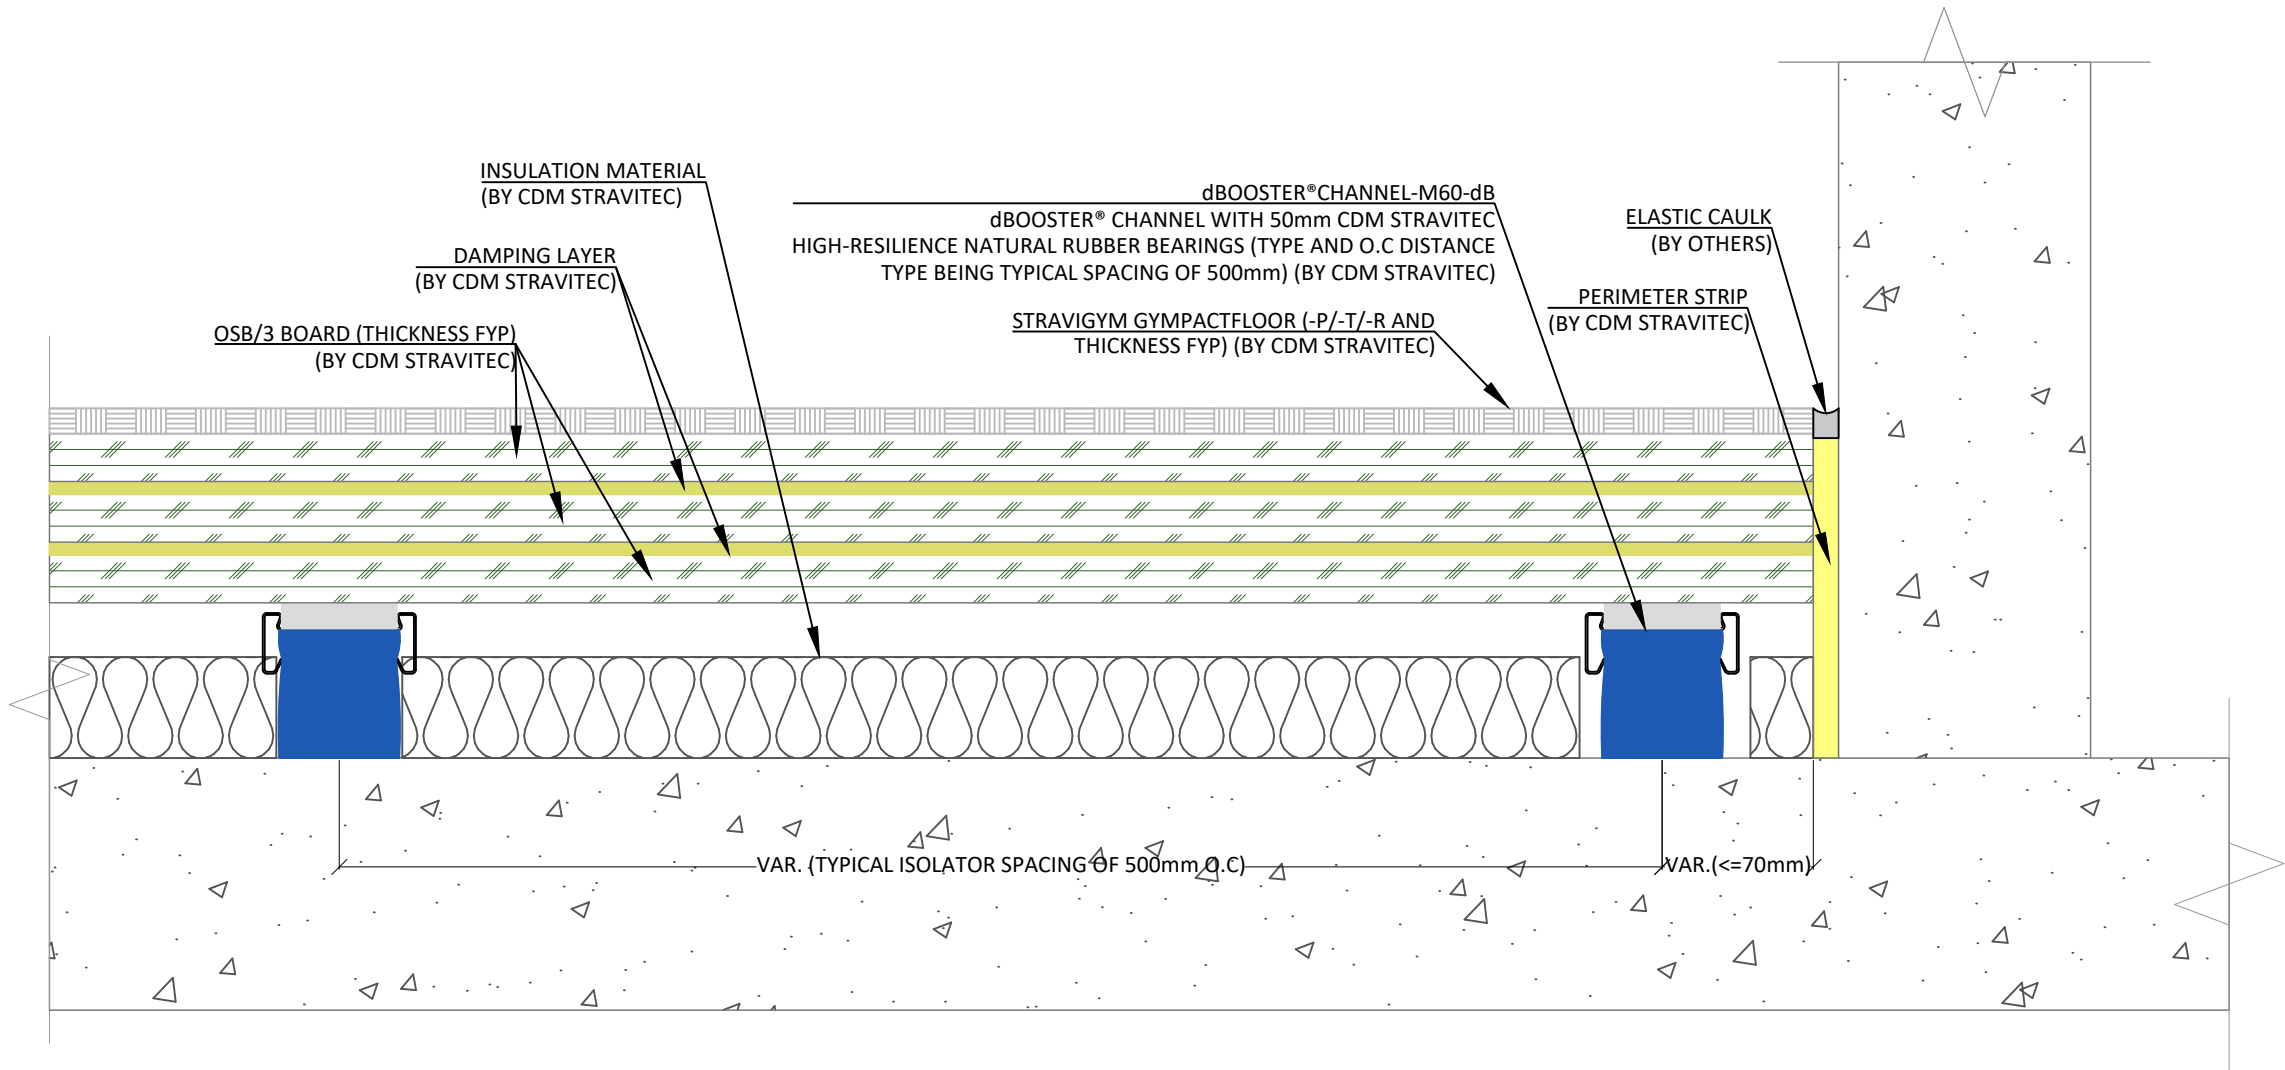 INSULATION MATERIAL
(BY CDM STRAVITEC)
dBOOSTER®CHANNEL-M60-dB
dBOOSTER® CHANNEL WITH 50mm CDM STRAVITEC
HIGH-RESILIENCE NATURAL RUBBER BEARINGS (TYPE AND O.C DISTANCE
TYPE BEING TYPICAL SPACING OF 500mm) (BY CDM STRAVITEC)
ELASTIC CAULK
(BY OTHERS)
DAMPING LAYER
(BY CDM STRAVITEC)
PERIMETER STRIP
(BY CDM STRAVITEC)
OSB/3 BOARD (THICKNESS FYP)
(BY CDM STRAVITEC)
STRAVIGYM GYMPACTFLOOR (-P/-T/-R AND
THICKNESS FYP) (BY CDM STRAVITEC)
VAR. (TYPICAL ISOLATOR SPACING OF 500mm O.C)
VAR.(<=70mm)